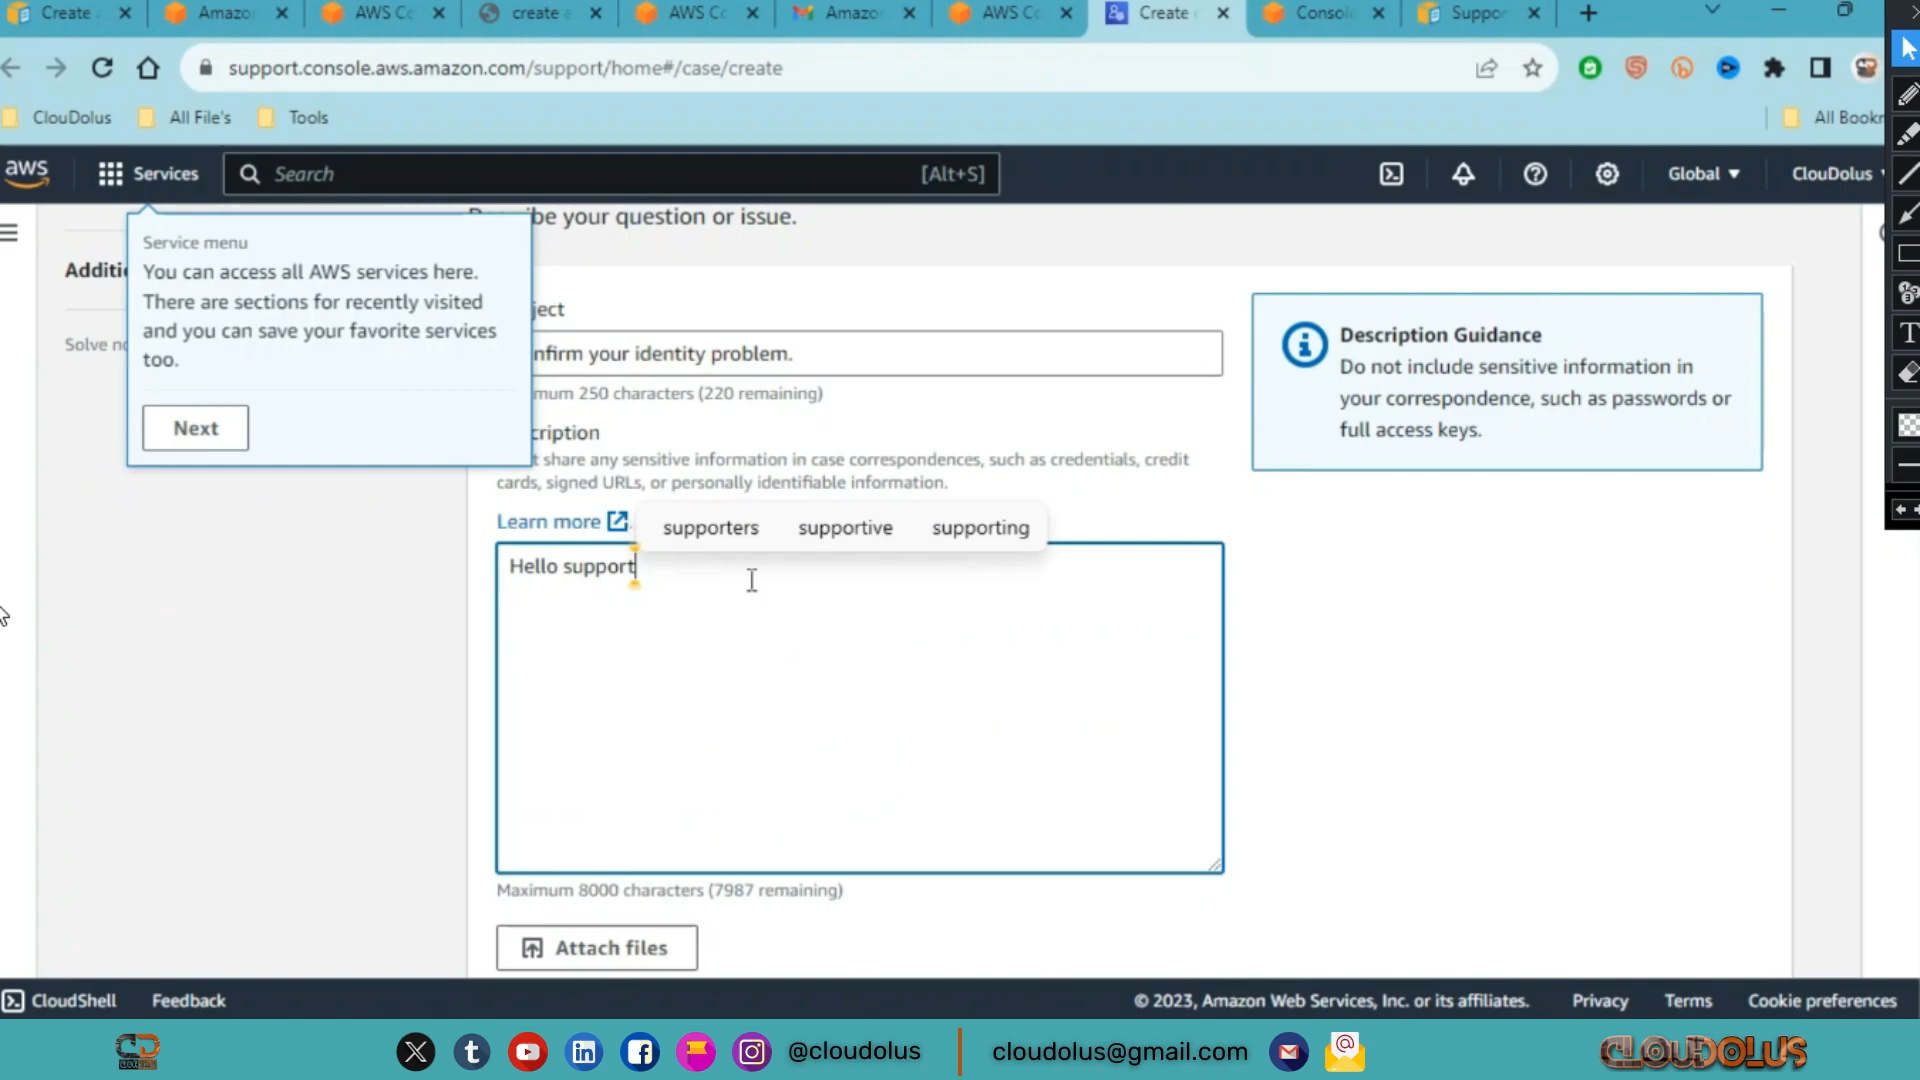 Create a
Amazo
AWS Co
create a
AWS Co
Amazo
AWS Co
Create
Consol
Suppor
support.console.aws.amazon.com/support/home#/case/create
ClouDolus
All File's
Tools
All Bookr
aws
Services
Search
[Alt+S]
Global
ClouDolus
be your question or issue.
Service menu
You can access all AWS services here.
There are sections for recently visited
and you can save your favorite services
too.
Next
Additi
Solve no
ject
nfirm your identity problem.
mum 250 characters (220 remaining)
cription
t share any sensitive information in case correspondences, such as credentials, credit
cards, signed URLs, or personally identifiable information.
Learn more
supporters supportive supporting
Hello support
Maximum 8000 characters (7987 remaining)
Attach files
Description Guidance
Do not include sensitive information in
your correspondence, such as passwords or
full access keys.
CloudShell
Feedback
© 2023, Amazon Web Services, Inc. or its affiliates.
Privacy
Terms
Cookie preferences
@cloudolus
cloudolus@gmail.com
CLOUDOLUS